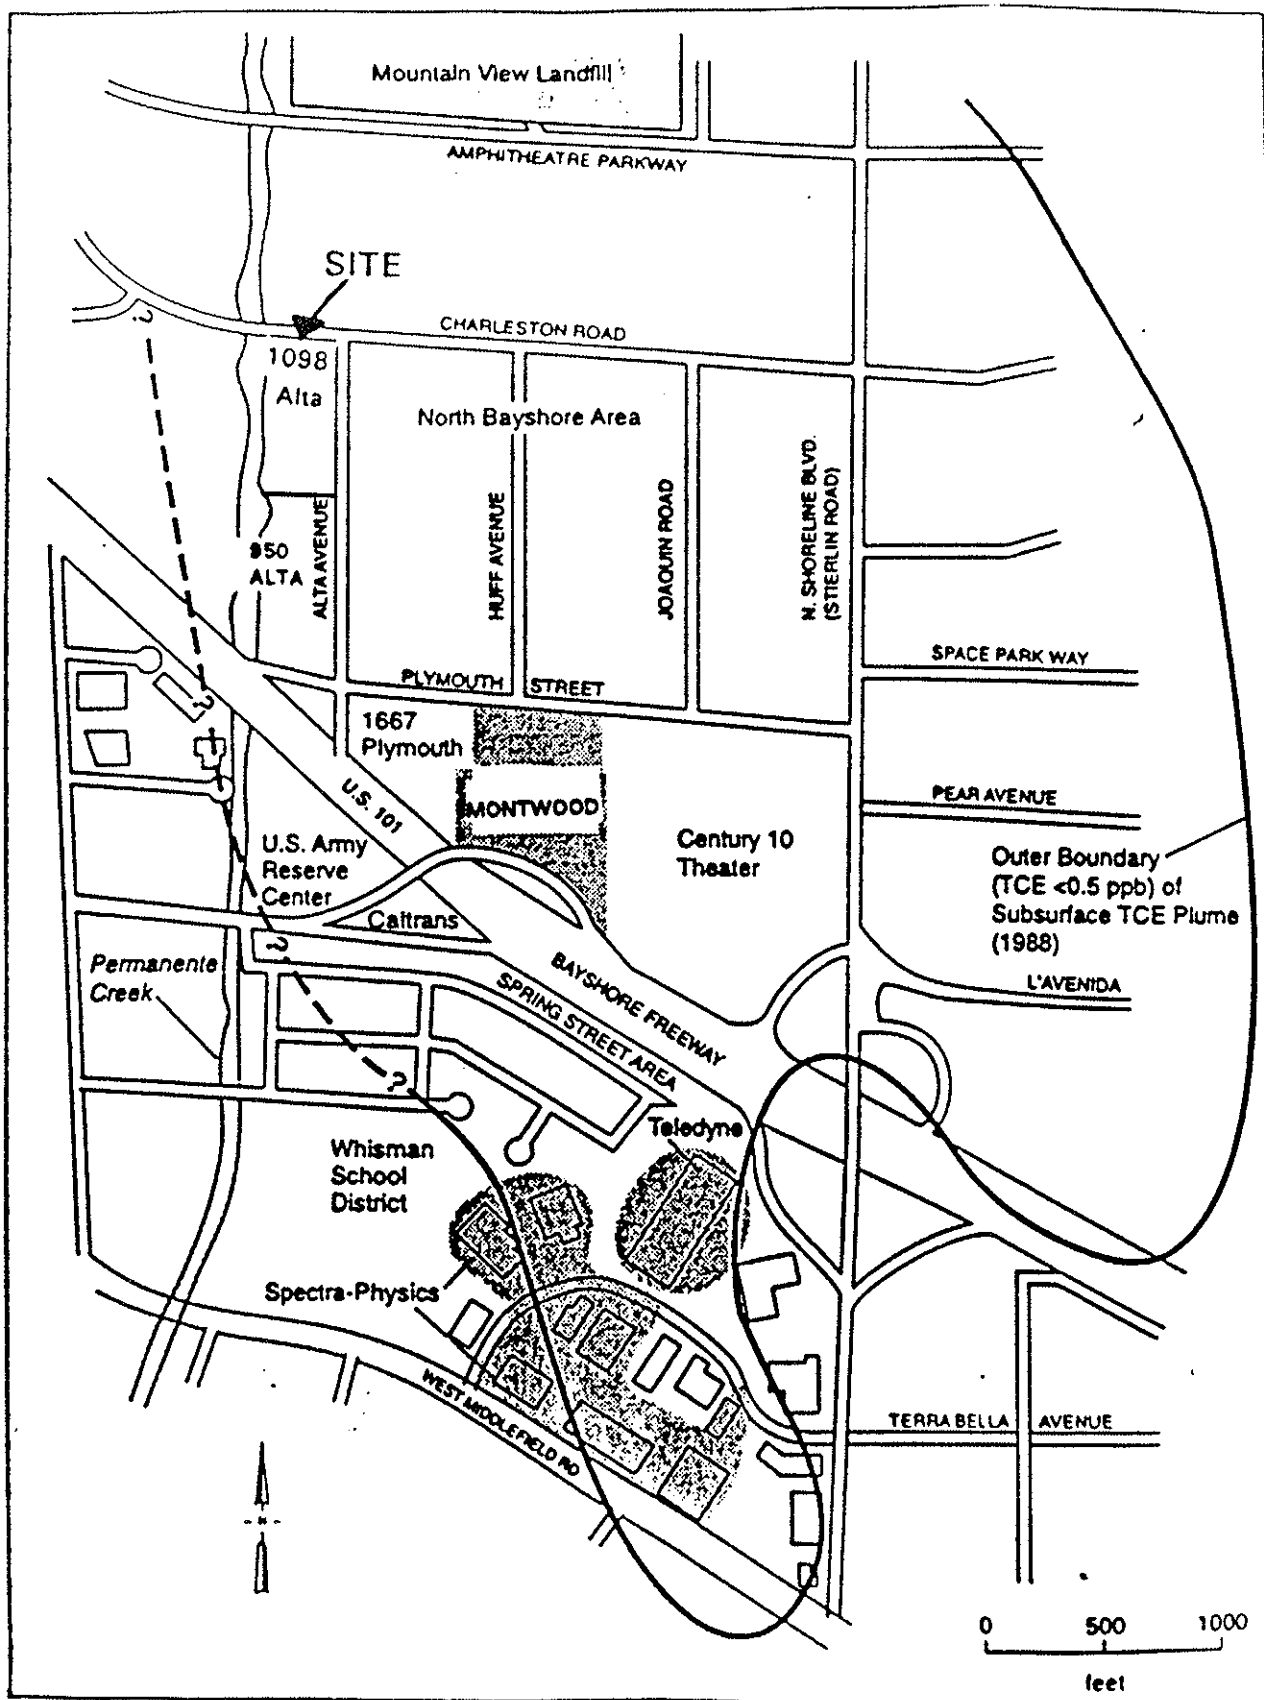 Mountain View Landfill
AMPHITHEATRE PARKWAY
SITE
?
CHARLESTON ROAD
1098
Alta
North Bayshore Area
950
ALTA
ALTA AVENUE
HUFF AVENUE
JOAQUIN ROAD
N. SHORELINE BLVD.
(STIERLIN ROAD)
SPACE PARK WAY
PLYMOUTH STREET
?
1667
Plymouth
U.S. 101
MONTWOOD
PEAR AVENUE
Century 10
Theater
U.S. Army
Reserve
Center
Outer Boundary
(TCE <0.5 ppb) of
Subsurface TCE Plume
(1988)
Caltrans
?
Permanente
Creek
BAYSHORE FREEWAY
SPRING STREET AREA
L'AVENIDA
?
Teledyne
Whisman
School
District
Spectra-Physics
WEST MIDDLEFIELD RD
TERRA BELLA AVENUE
0 500 1000
feet